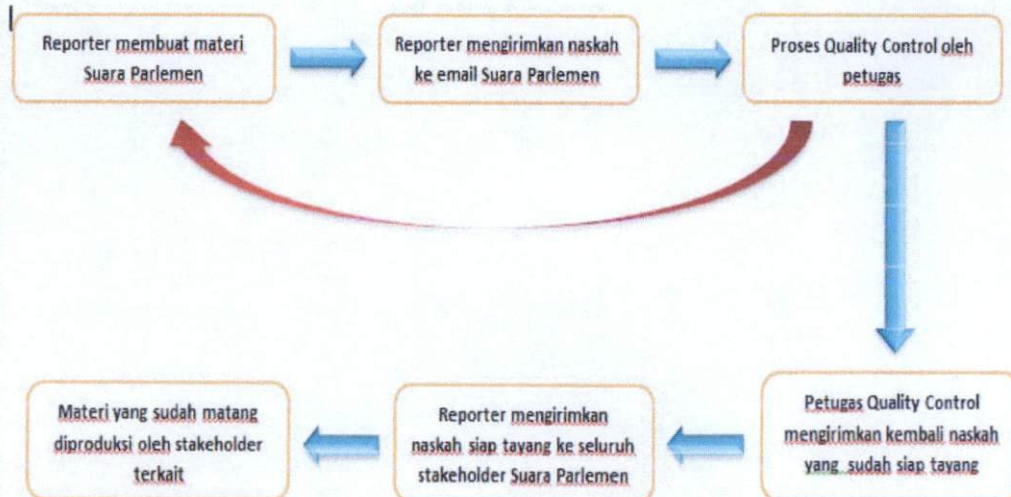 Reporter membuat materi
Suara Parlemen
Reporter mengirimkan naskah
ke email Suara Parlemen
Proses Quality Control oleh
petugas
Petugas Quality Control
mengirimkan kembali naskah
yang sudah siap tayang
Reporter mengirimkan
naskah siap tayang ke seluruh
stakeholder Suara Parlemen
Materi yang sudah matang
diproduksi oleh stakeholder
terkait